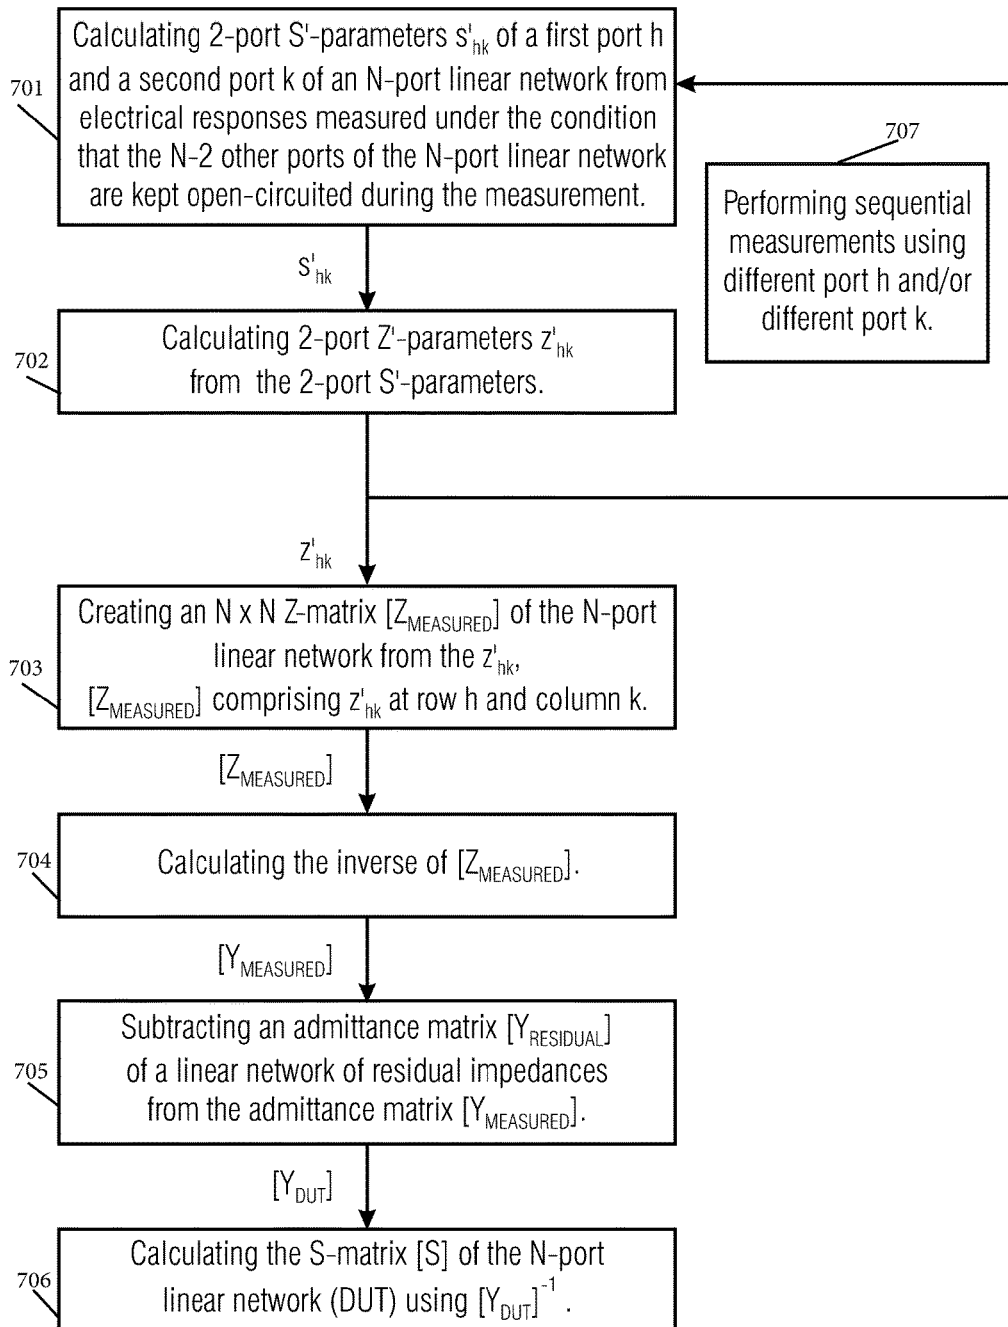 701
Calculating 2-port S'-parameters s'hk of a first port h
and a second port k of an N-port linear network from
electrical responses measured under the condition
that the N-2 other ports of the N-port linear network
are kept open-circuited during the measurement.
s'hk
707
Performing sequential
measurements using
different port h and/or
different port k.
702
Calculating 2-port Z'-parameters z'hk
from the 2-port S'-parameters.
z'hk
703
Creating an N x N Z-matrix [ZMEASURED] of the N-port
linear network from the z'hk,
[ZMEASURED] comprising z'hk at row h and column k.
[ZMEASURED]
704
Calculating the inverse of [ZMEASURED].
[YMEASURED]
705
Subtracting an admittance matrix [YRESIDUAL]
of a linear network of residual impedances
from the admittance matrix [YMEASURED].
[YDUT]
706
Calculating the S-matrix [S] of the N-port
linear network (DUT) using [YDUT]-1.